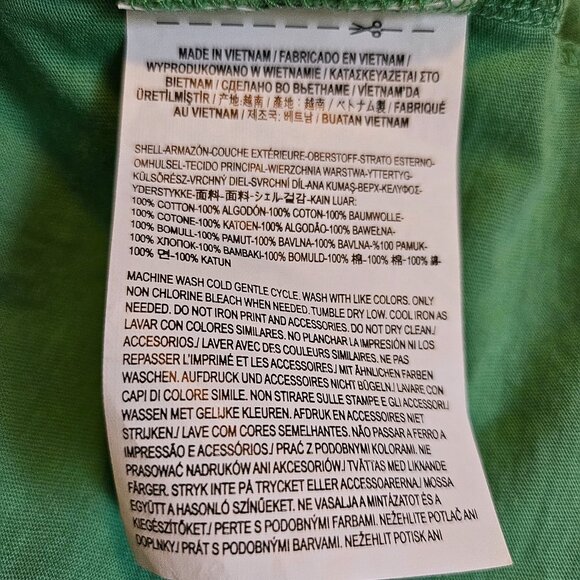 MADE IN VIETNAM / FABRICADO EN VIETNAM /
WYPRODUKOWANO W WIETNAMIE / ΚΑΤΑΣΚΕΥΑΖΕΤΑΙ ΣΤΟ
ΒΙΕΤΝΑΜ / СДЕЛАНО ВО ВЬЕТНАМЕ / VİETNAM'DA
ÜRETİLMİŞTİR / 产地:越南 / 產地:越南 / ベトナム製 / FABRIQUÉ
AU VIETNAM / 제조국: 베트남 / BUATAN VIETNAM
SHELL-ARMAZÓN-COUCHE EXTÉRIEURE-OBERSTOFF-STRATO ESTERNO-
OMHULSEL-TECIDO PRINCIPAL-WIERZCHNIA WARSTWA-YTTERTYG-
KÜLSŐRÉSZ-VRCHNÝ DIEL-SVRCHNÍ DÍL-ANA KUMAŞ-ВЕРХ-ΚΕΛΥΦΟΣ-
YDERSTYKKE-面料-面料-シェル-겉감-KAIN LUAR:
100% COTTON-100% ALGODÓN-100% COTON-100% BAUMWOLLE-
100% COTONE-100% KATOEN-100% ALGODÃO-100% BAWEŁNA-
100% BOMULL-100% PAMUT-100% BAVLNA-100% BAVLNA-%100 PAMUK-
100% ХЛОПОК-100% ΒΑΜΒΑΚΙ-100% BOMULD-100% 棉-100% 棉-100% 綿-
100% 면-100% KATUN
MACHINE WASH COLD GENTLE CYCLE. WASH WITH LIKE COLORS. ONLY
NON CHLORINE BLEACH WHEN NEEDED. TUMBLE DRY LOW. COOL IRON AS
NEEDED. DO NOT IRON PRINT AND ACCESSORIES. DO NOT DRY CLEAN./
LAVAR CON COLORES SIMILARES. NO PLANCHAR LA IMPRESIÓN NI LOS
ACCESORIOS./ LAVER AVEC DES COULEURS SIMILAIRES. NE PAS
REPASSER L'IMPRIMÉ ET LES ACCESSOIRES./ MIT ÄHNLICHEN FARBEN
WASCHEN. AUFDRUCK UND ACCESSOIRES NICHT BÜGELN./ LAVARE CON
CAPI DI COLORE SIMILE. NON STIRARE SULLE STAMPE E GLI ACCESSORI./
WASSEN MET GELIJKE KLEUREN. AFDRUK EN ACCESSOIRES NIET
STRIJKEN./ LAVE COM CORES SEMELHANTES. NÃO PASSAR A FERRO A
IMPRESSÃO E ACESSÓRIOS./ PRAĆ Z PODOBNYMI KOLORAMI. NIE
PRASOWAĆ NADRUKÓW ANI AKCESORIÓW./ TVÄTTAS MED LIKNANDE
FÄRGER. STRYK INTE PÅ TRYCKET ELLER ACCESSOARERNA./ MOSSA
EGYÜTT A HASONLÓ SZÍNŰEKET. NE VASALJA A MINTÁZATOT ÉS A
KIEGÉSZÍTŐKET./ PERTE S PODOBNÝMI FARBAMI. NEŽEHLITE POTLAČ ANI
DOPLNKY./ PRÁT S PODOBNÝMI BARVAMI. NEŽEHLIT POTISK ANI